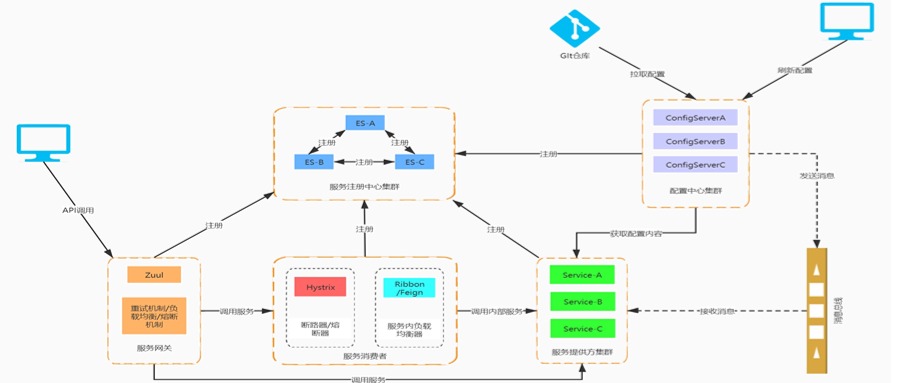 GIt仓库
拉取配置
刷新配置
ES-A
注册
注册
ES-B
注册
ES-C
服务注册中心集群
ConfigServerA
ConfigServerB
ConfigServerC
配置中心集群
注册
发送消息
API调用
注册
注册
注册
获取配置内容
Zuul
重试机制/负
载均衡/熔断
机制
服务网关
调用服务
Hystrix
断路器/熔
断器
Ribbon
/Feign
服务内负载
均衡器
服务消费者
调用内部服务
Service-A
Service-B
Service-C
服务提供方集群
接收消息
消息总线
调用服务